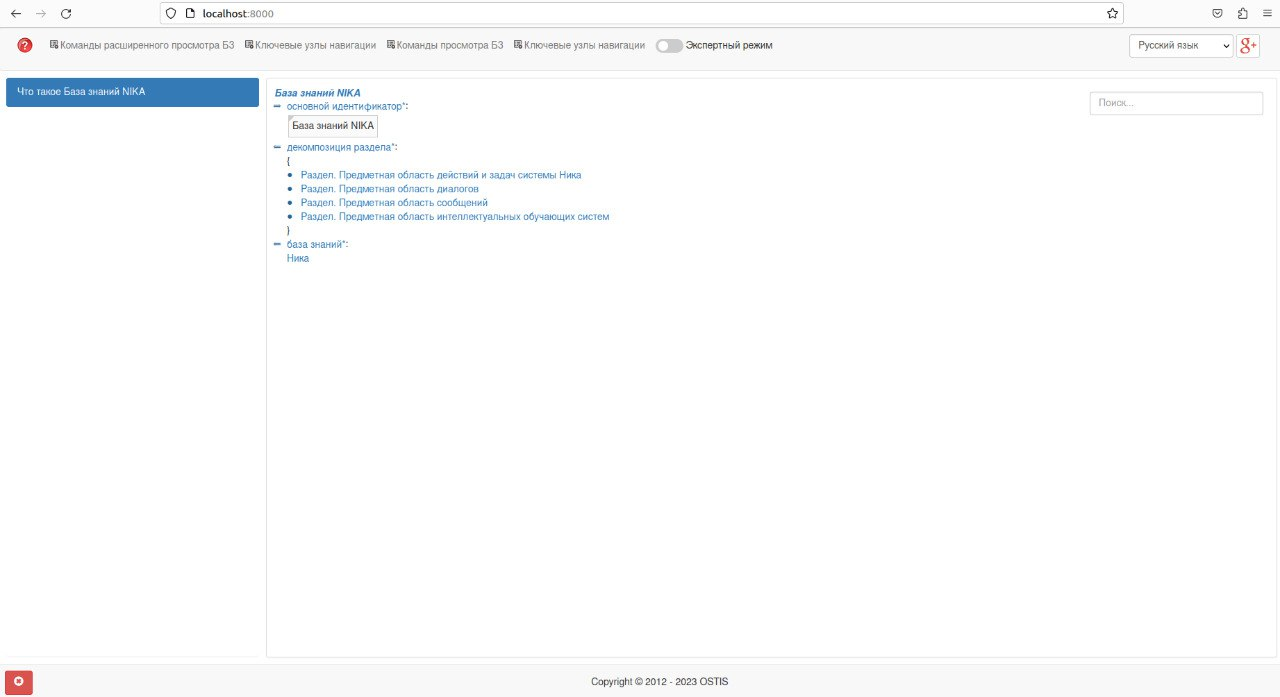 localhost:8000
Команды расширенного просмотра БЗ Ключевые узлы навигации Команды просмотра БЗ Ключевые узлы навигации Экспертный режим Русский язык g+
Что такое База знаний NIKA
База знаний NIKA
Поиск...
основной идентификатор*:
База знаний NIKA
декомпозиция раздела*:
{
Раздел. Предметная область действий и задач системы Ника
Раздел. Предметная область диалогов
Раздел. Предметная область сообщений
Раздел. Предметная область интеллектуальных обучающих систем
}
база знаний*:
Ника
Copyright © 2012 - 2023 OSTIS